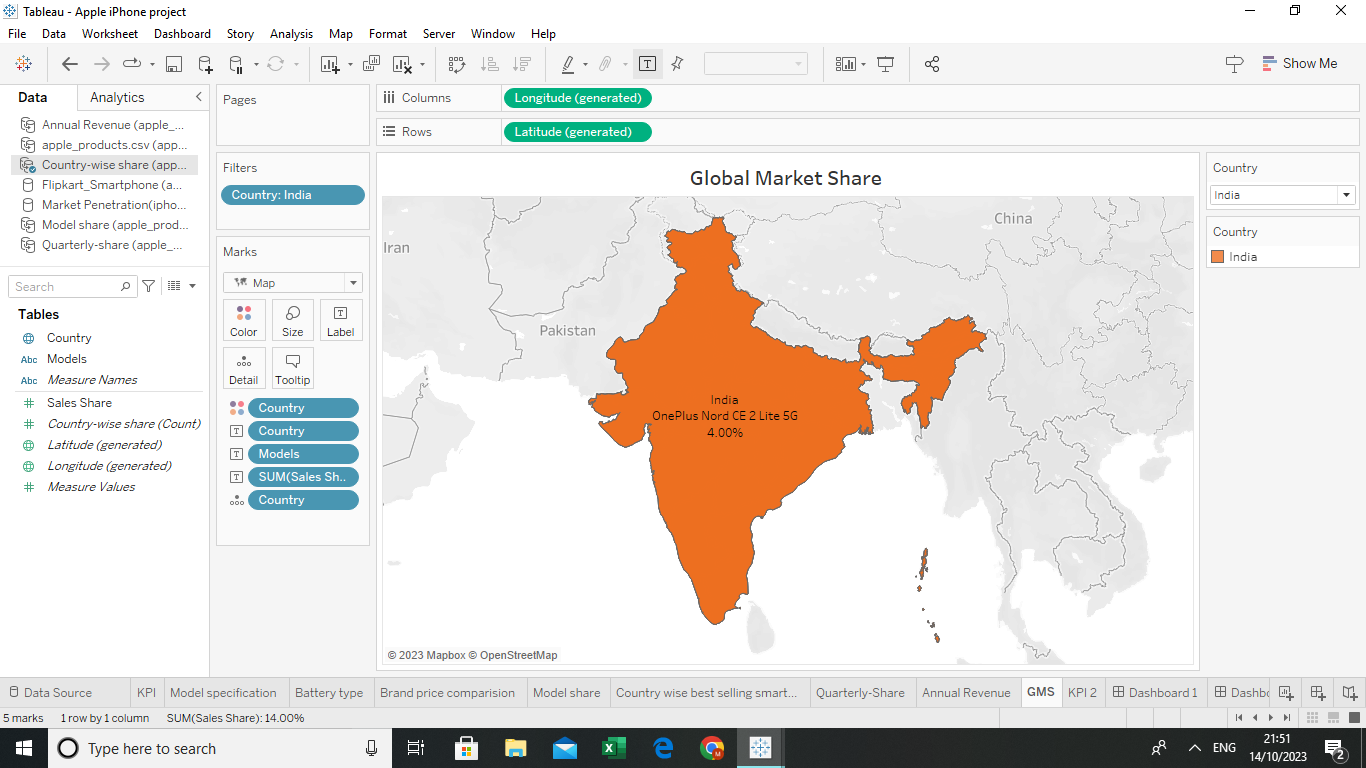 Tableau - Apple iPhone project
File Data Worksheet Dashboard Story Analysis Map Format Server Window Help
Show Me
Data Analytics
Annual Revenue (apple_...
apple_products.csv (app...
Country-wise share (app...
Flipkart_Smartphone (a...
Market Penetration(ipho...
Model share (apple_prod...
Quarterly-share (apple_...
Search
Tables
Country
Abc Models
Abc Measure Names
Sales Share
Country-wise share (Count)
Latitude (generated)
Longitude (generated)
Measure Values
Pages
Filters
Country: India
Marks
Map
Color Size Label
Detail Tooltip
Country
Country
Models
SUM(Sales Sh..
Country
Columns Longitude (generated)
Rows Latitude (generated)
Global Market Share
Iran
China
Pakistan
India
OnePlus Nord CE 2 Lite 5G
4.00%
© 2023 Mapbox © OpenStreetMap
Country
India
Country
India
Data Source KPI Model specification Battery type Brand price comparision Model share Country wise best selling smart... Quarterly-Share Annual Revenue GMS KPI 2 Dashboard 1 Dashbo
5 marks 1 row by 1 column SUM(Sales Share): 14.00%
Type here to search
ENG
21:51
14/10/2023
2